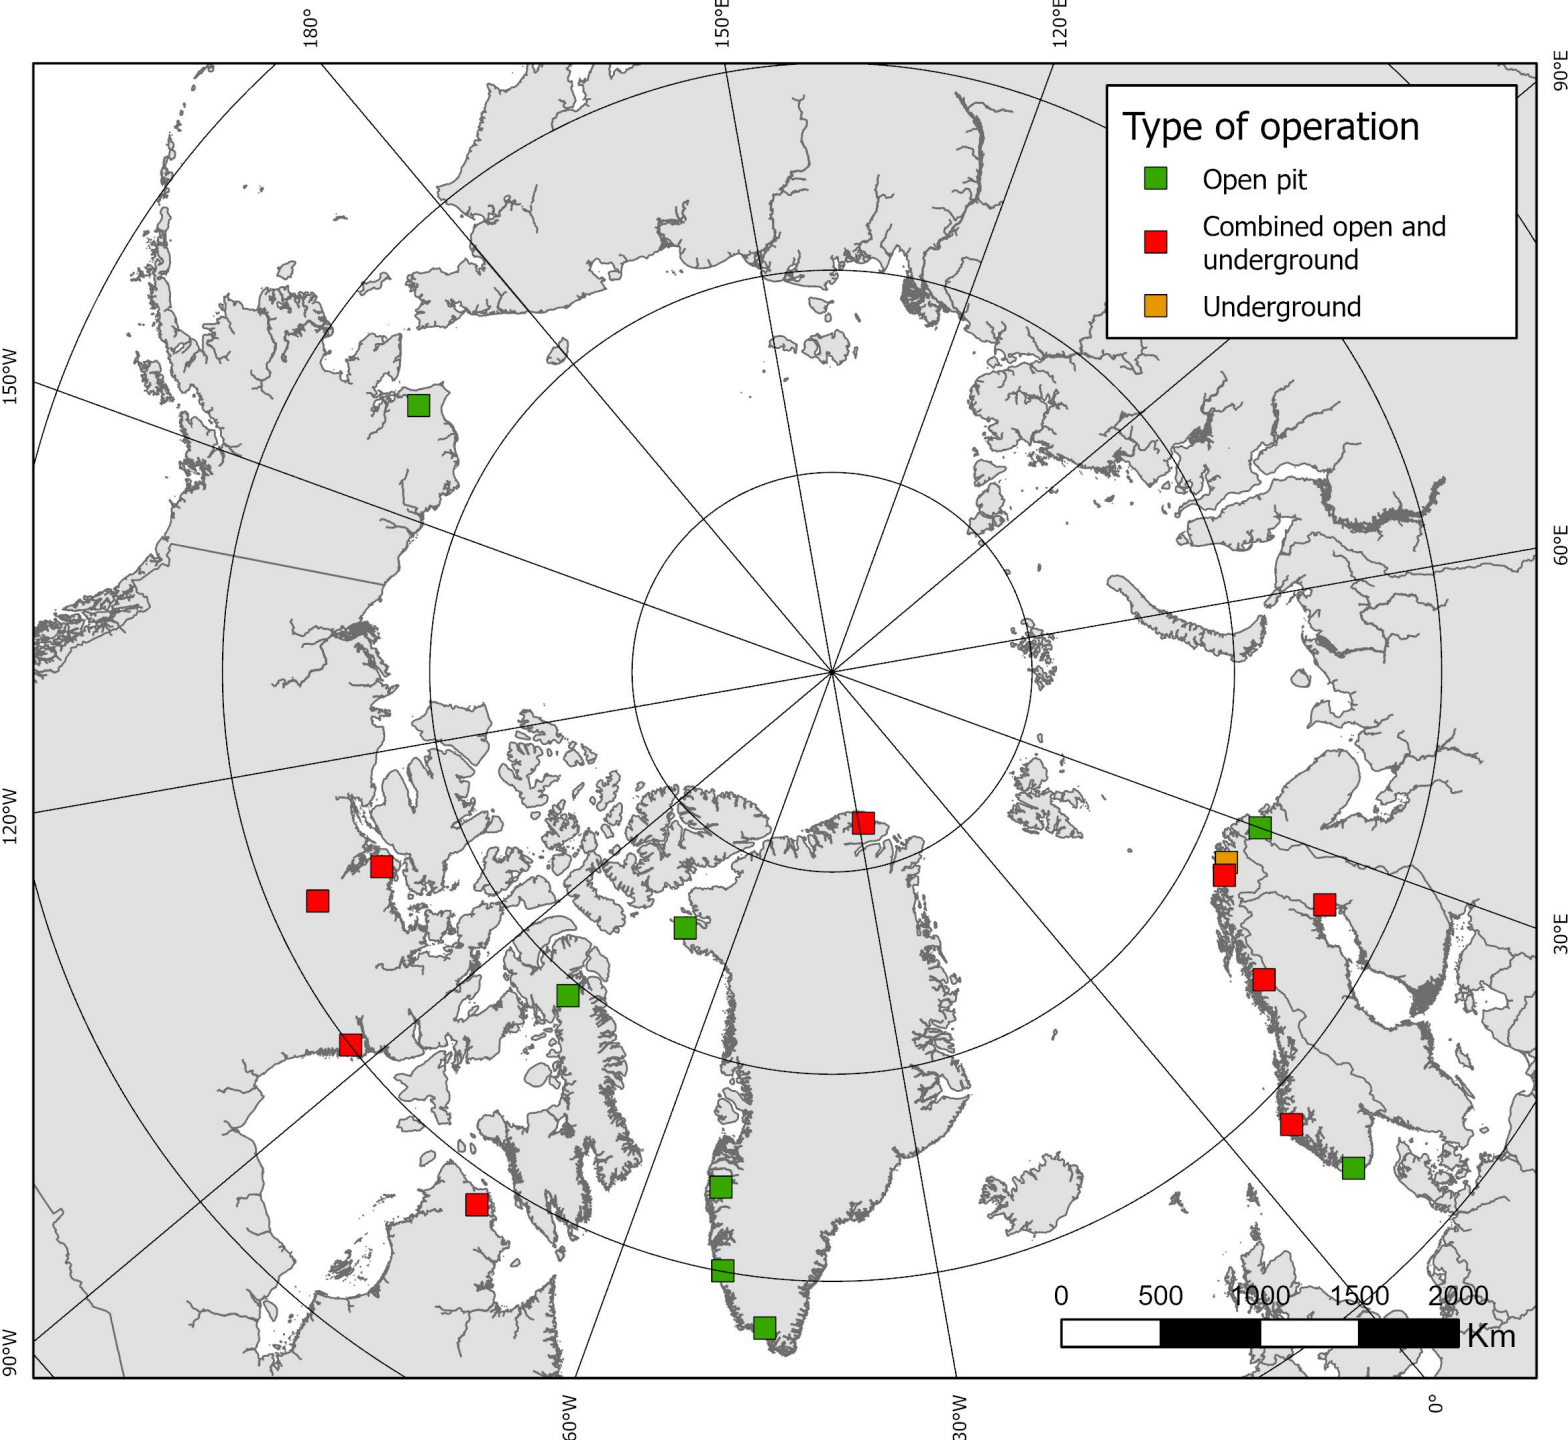 180°
150°E
120°E
90°E
Type of operation
Open pit
Combined open and
underground
Underground
150°W
60°E
120°W
30°E
0 500 1000 1500 2000
Km
90°W
60°W
30°W
0°